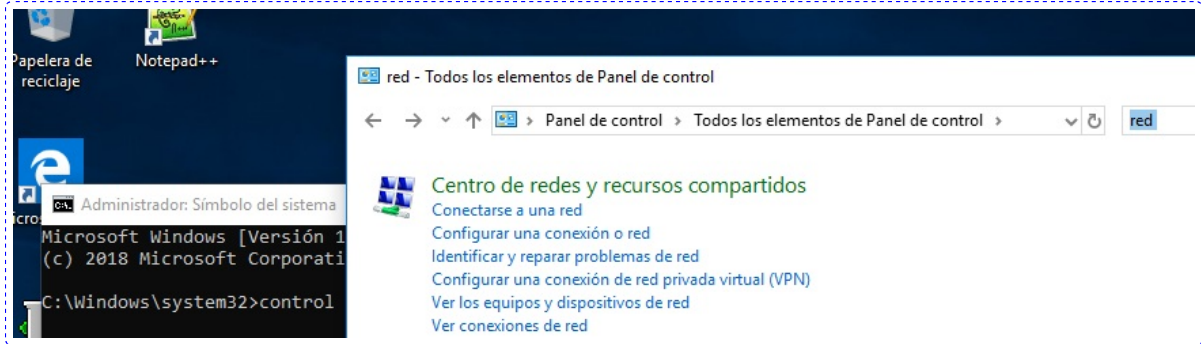 Papelera de
reciclaje
Notepad++
red - Todos los elementos de Panel de control
Panel de control > Todos los elementos de Panel de control >
red
Centro de redes y recursos compartidos
Conectarse a una red
Configurar una conexión o red
Identificar y reparar problemas de red
Configurar una conexión de red privada virtual (VPN)
Ver los equipos y dispositivos de red
Ver conexiones de red
Administrador: Símbolo del sistema
Microsoft Windows [Versión 1
(c) 2018 Microsoft Corporati
C:\Windows\system32>control